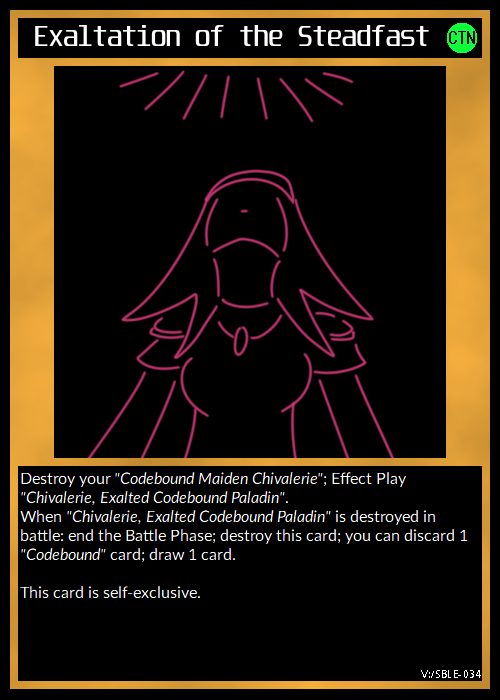 Exaltation of the Steadfast
CTN
Destroy your "Codebound Maiden Chivalerie"; Effect Play
"Chivalerie, Exalted Codebound Paladin".
When "Chivalerie, Exalted Codebound Paladin" is destroyed in
battle: end the Battle Phase; destroy this card; you can discard 1
"Codebound" card; draw 1 card.
This card is self-exclusive.
V:/SBLE-034